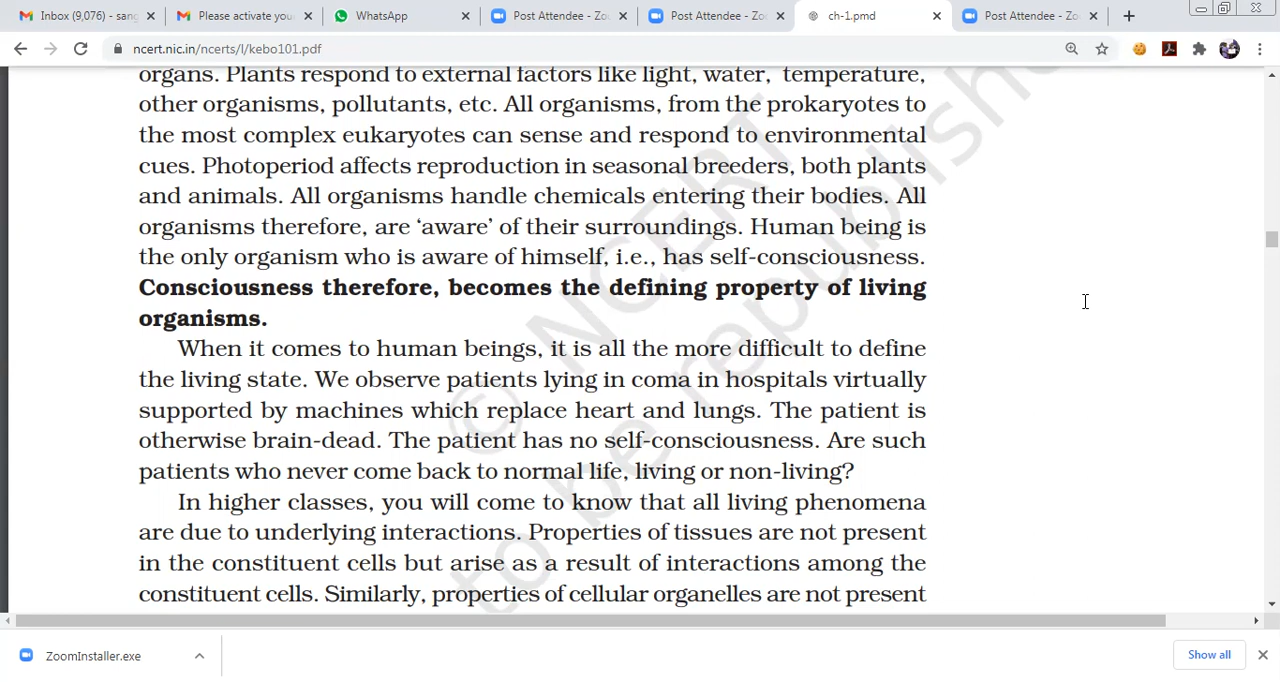 Inbox (9,076) - sang
Please activate your
WhatsApp
Post Attendee - Zo
Post Attendee - Zo
ch-1.pmd
Post Attendee - Zo
ncert.nic.in/ncerts/l/kebo101.pdf
organs. Plants respond to external factors like light, water, temperature,
other organisms, pollutants, etc. All organisms, from the prokaryotes to
the most complex eukaryotes can sense and respond to environmental
cues. Photoperiod affects reproduction in seasonal breeders, both plants
and animals. All organisms handle chemicals entering their bodies. All
organisms therefore, are ‘aware’ of their surroundings. Human being is
the only organism who is aware of himself, i.e., has self-consciousness.
Consciousness therefore, becomes the defining property of living
organisms.
When it comes to human beings, it is all the more difficult to define
the living state. We observe patients lying in coma in hospitals virtually
supported by machines which replace heart and lungs. The patient is
otherwise brain-dead. The patient has no self-consciousness. Are such
patients who never come back to normal life, living or non-living?
In higher classes, you will come to know that all living phenomena
are due to underlying interactions. Properties of tissues are not present
in the constituent cells but arise as a result of interactions among the
constituent cells. Similarly, properties of cellular organelles are not present
© NCERT
to be republished
ZoomInstaller.exe
Show all